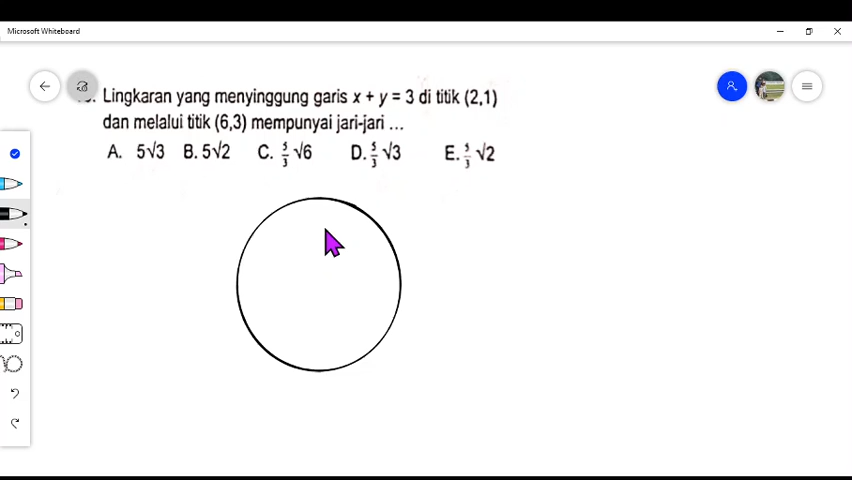 Microsoft Whiteboard
Lingkaran yang menyinggung garis x + y = 3 di titik (2,1)
dan melalui titik (6,3) mempunyai jari-jari ...
A. 5√3 B. 5√2 C. 5/3 √6 D. 5/3 √3 E. 5/3 √2